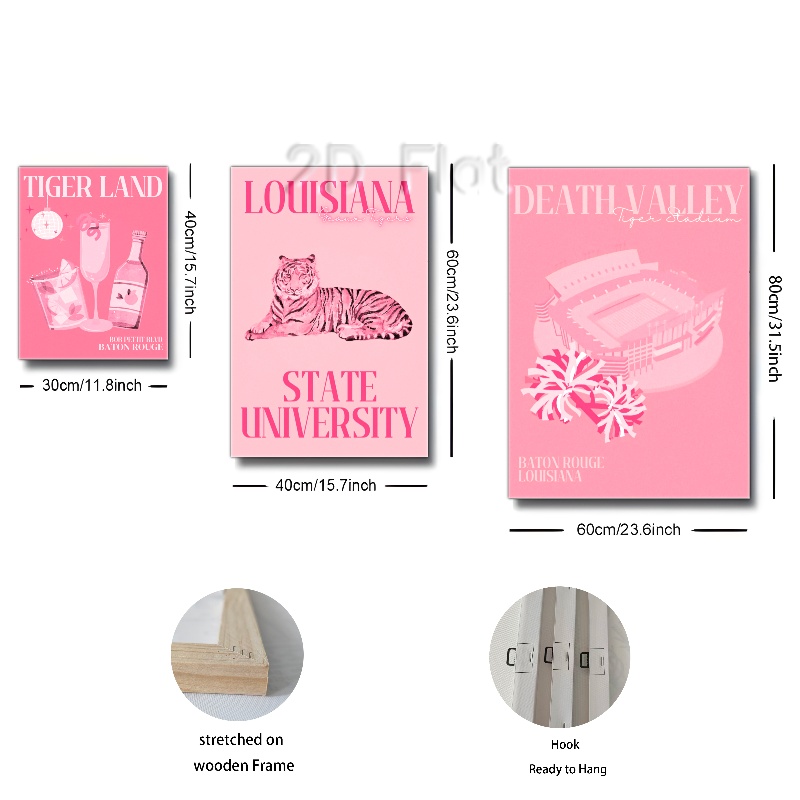 2D Flat
TIGER LAND
BATON ROUGE
40cm/15.7inch
30cm/11.8inch
LOUISIANA
STATE
UNIVERSITY
60cm/23.6inch
40cm/15.7inch
DEATH VALLEY
Tiger Stadium
BATON ROUGE
LOUISIANA
80cm/31.5inch
60cm/23.6inch
stretched on
wooden Frame
Hook
Ready to Hang